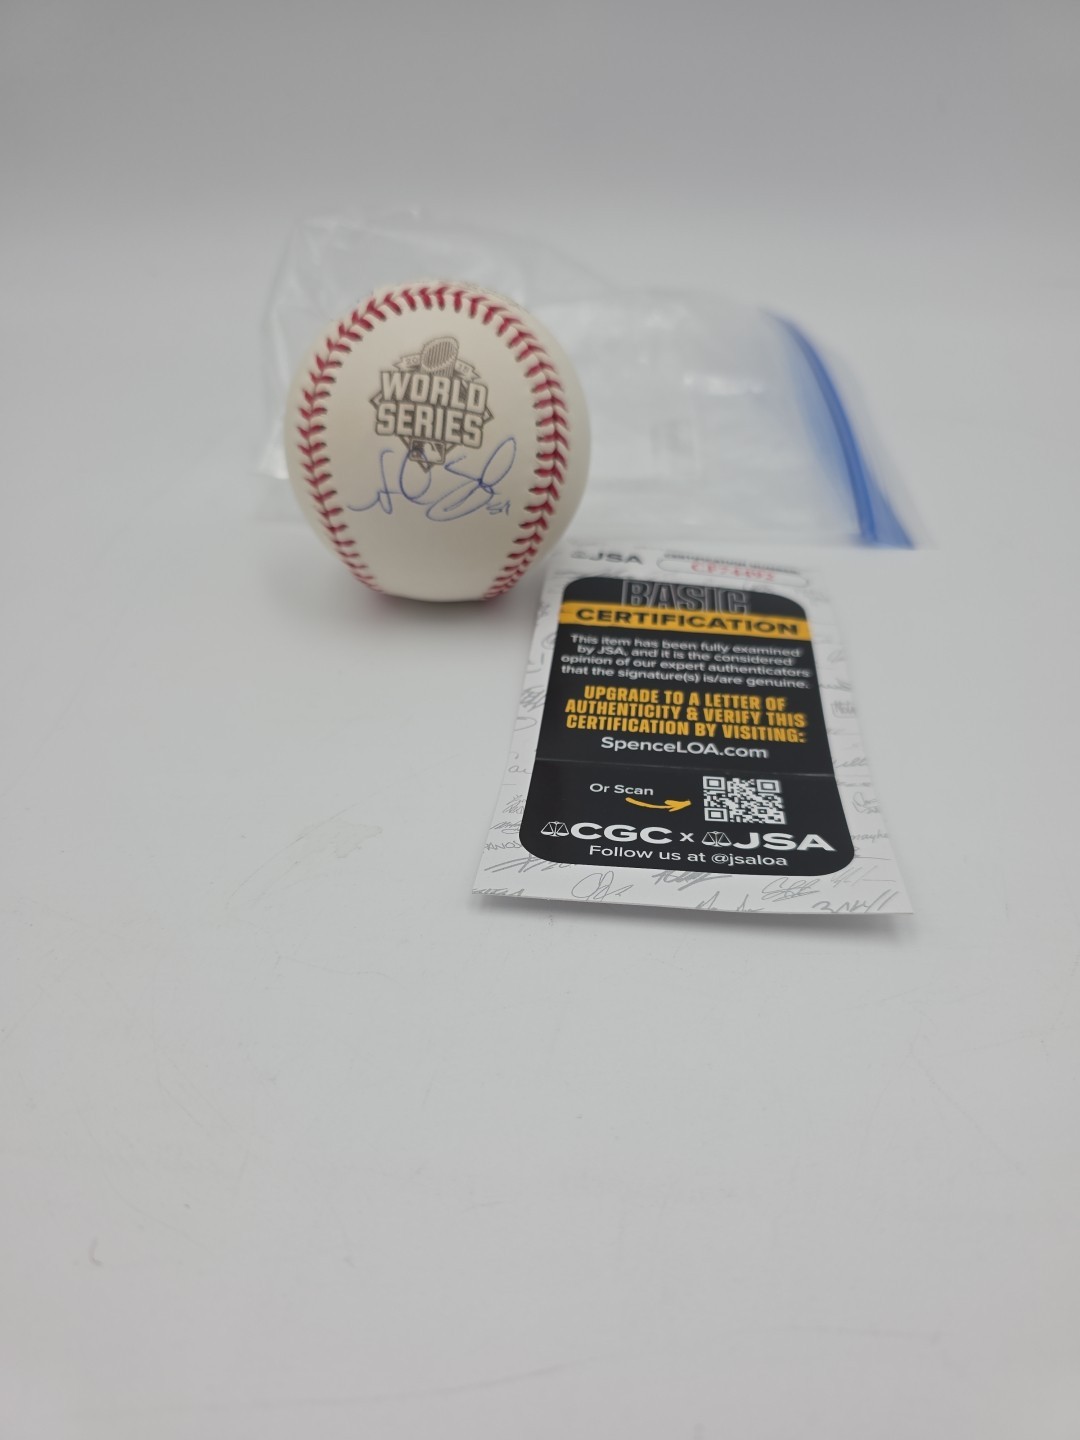 WORLD
SERIES
JSA
BASIC
CERTIFICATION
This item has been fully examined
by JSA, and it is the considered
opinion of our expert authenticators
that the signature(s) is/are genuine.
UPGRADE TO A LETTER OF
AUTHENTICITY & VERIFY THIS
CERTIFICATION BY VISITING:
SpenceLOA.com
Or Scan
CGC x JSA
Follow us at @jsaloa